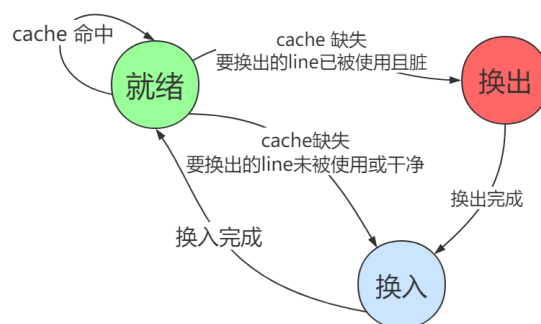 cache 命中
cache 缺失
要换出的line已被使用且脏
就绪
换出
cache缺失
要换出的line未被使用或干净
换出完成
换入完成
换入